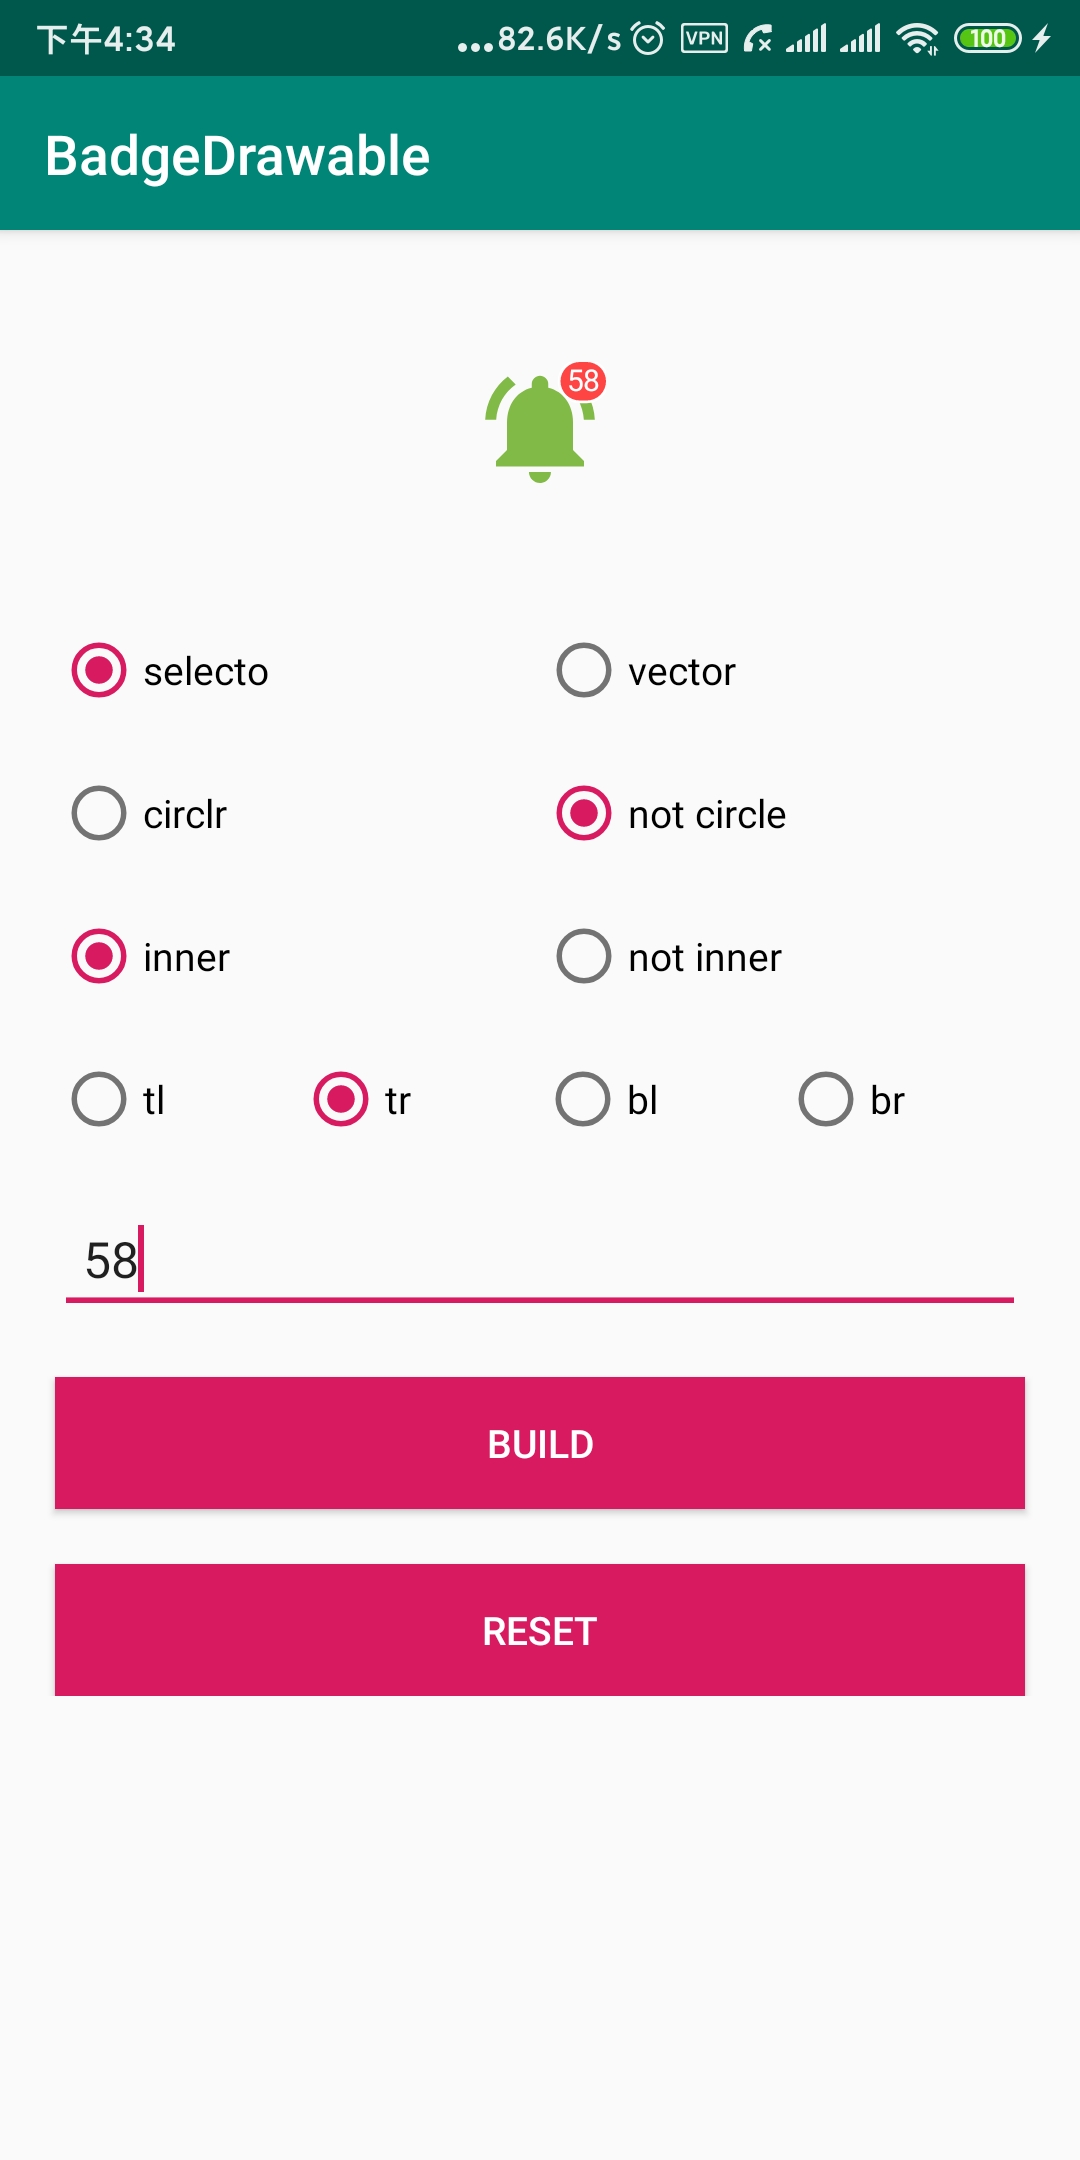 下午4:34 ...82.6K/s VPN 100
BadgeDrawable
58
selecto vector
circlr not circle
inner not inner
tl tr bl br
58
BUILD
RESET